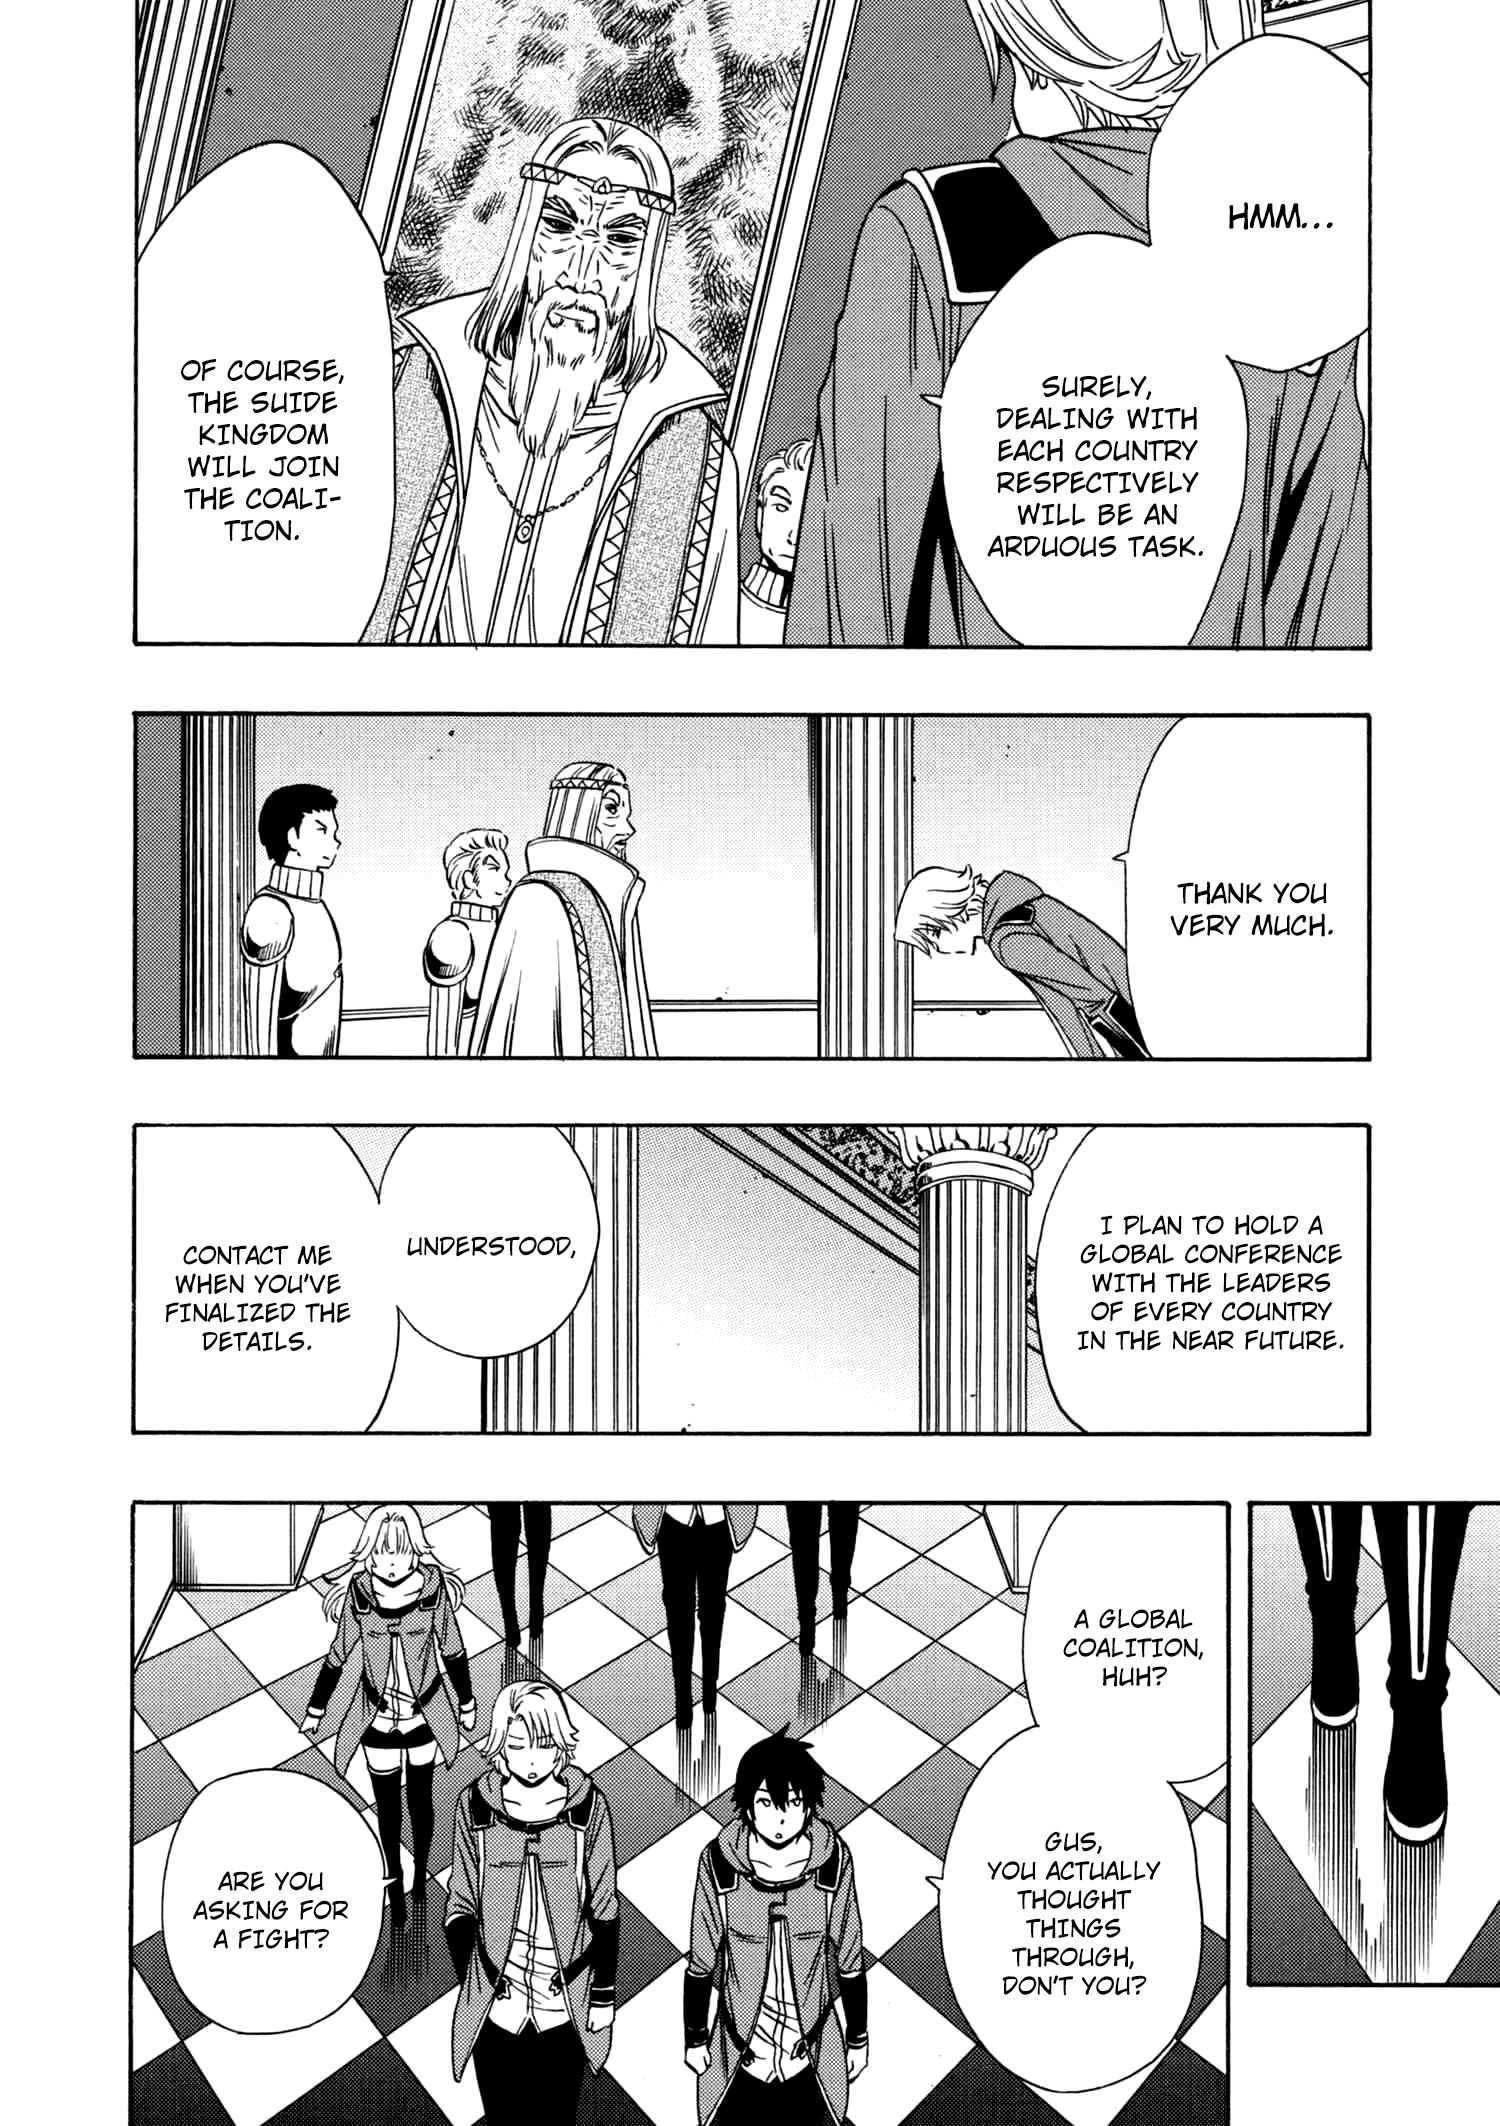 HMM...
SURELY,
DEALING WITH
EACH COUNTRY
RESPECTIVELY
WILL BE AN
ARDUOUS TASK.
OF COURSE,
THE SUIDE
KINGDOM
WILL JOIN
THE COALI-
TION.
THANK YOU
VERY MUCH.
I PLAN TO HOLD A
GLOBAL CONFERENCE
WITH THE LEADERS
OF EVERY COUNTRY
IN THE NEAR FUTURE.
UNDERSTOOD,
CONTACT ME
WHEN YOU'VE
FINALIZED THE
DETAILS.
A GLOBAL
COALITION,
HUH?
GUS,
YOU ACTUALLY
THOUGHT
THINGS
THROUGH,
DON'T YOU?
ARE YOU
ASKING FOR
A FIGHT?